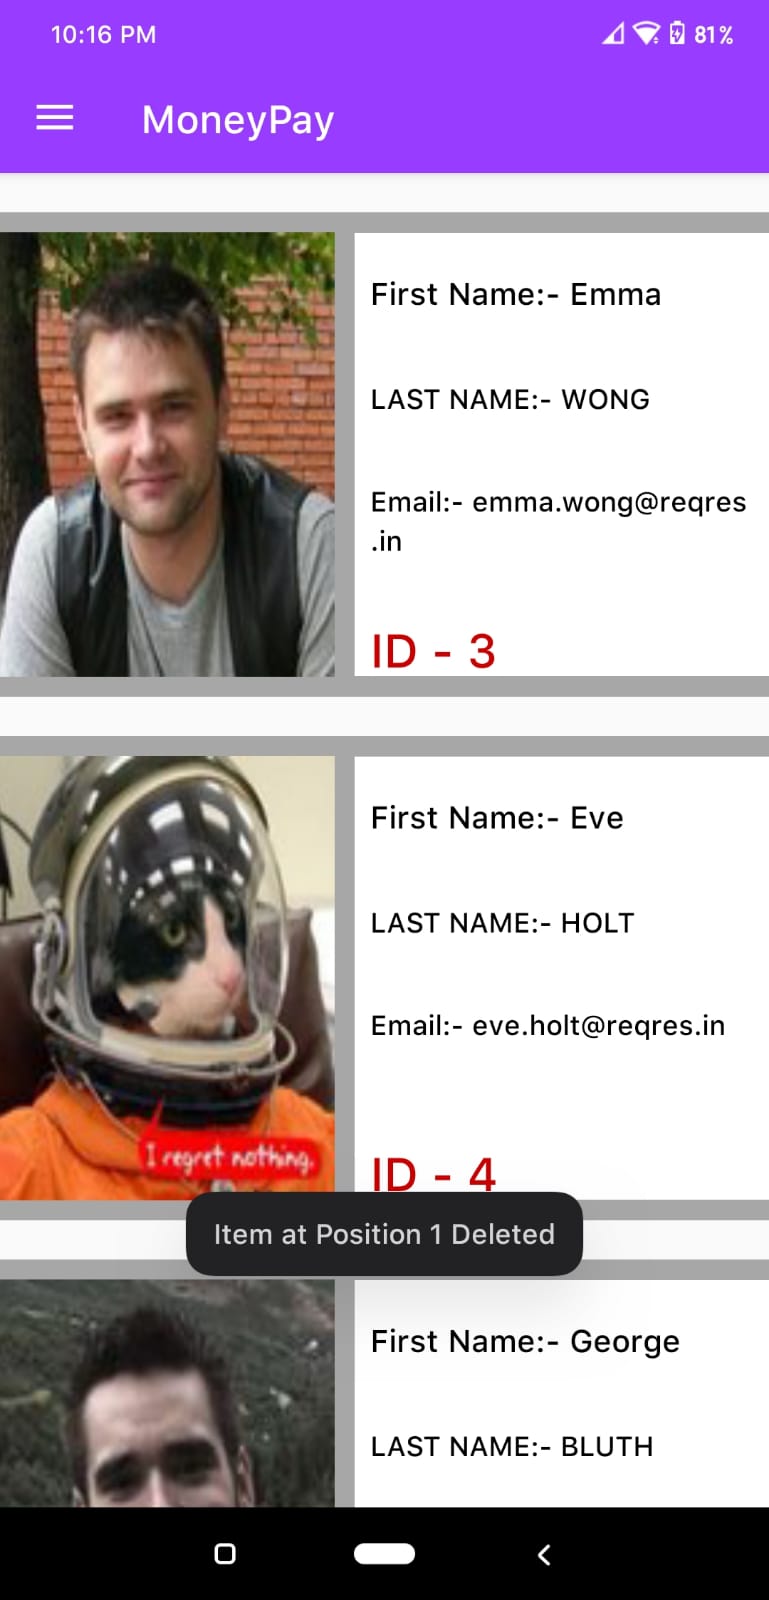 10:16 PM
81%
MoneyPay
First Name:- Emma
LAST NAME:- WONG
Email:- emma.wong@reqres
.in
ID - 3
First Name:- Eve
LAST NAME:- HOLT
Email:- eve.holt@reqres.in
I regret nothing.
ID - 4
Item at Position 1 Deleted
First Name:- George
LAST NAME:- BLUTH